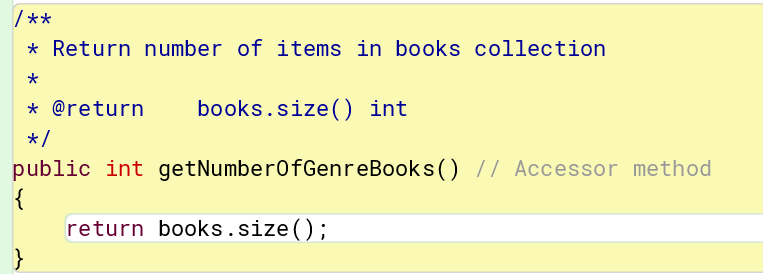 /**
 * Return number of items in books collection
 *
 * @return    books.size() int
 */
public int getNumberOfGenreBooks() // Accessor method
{
    return books.size();
}